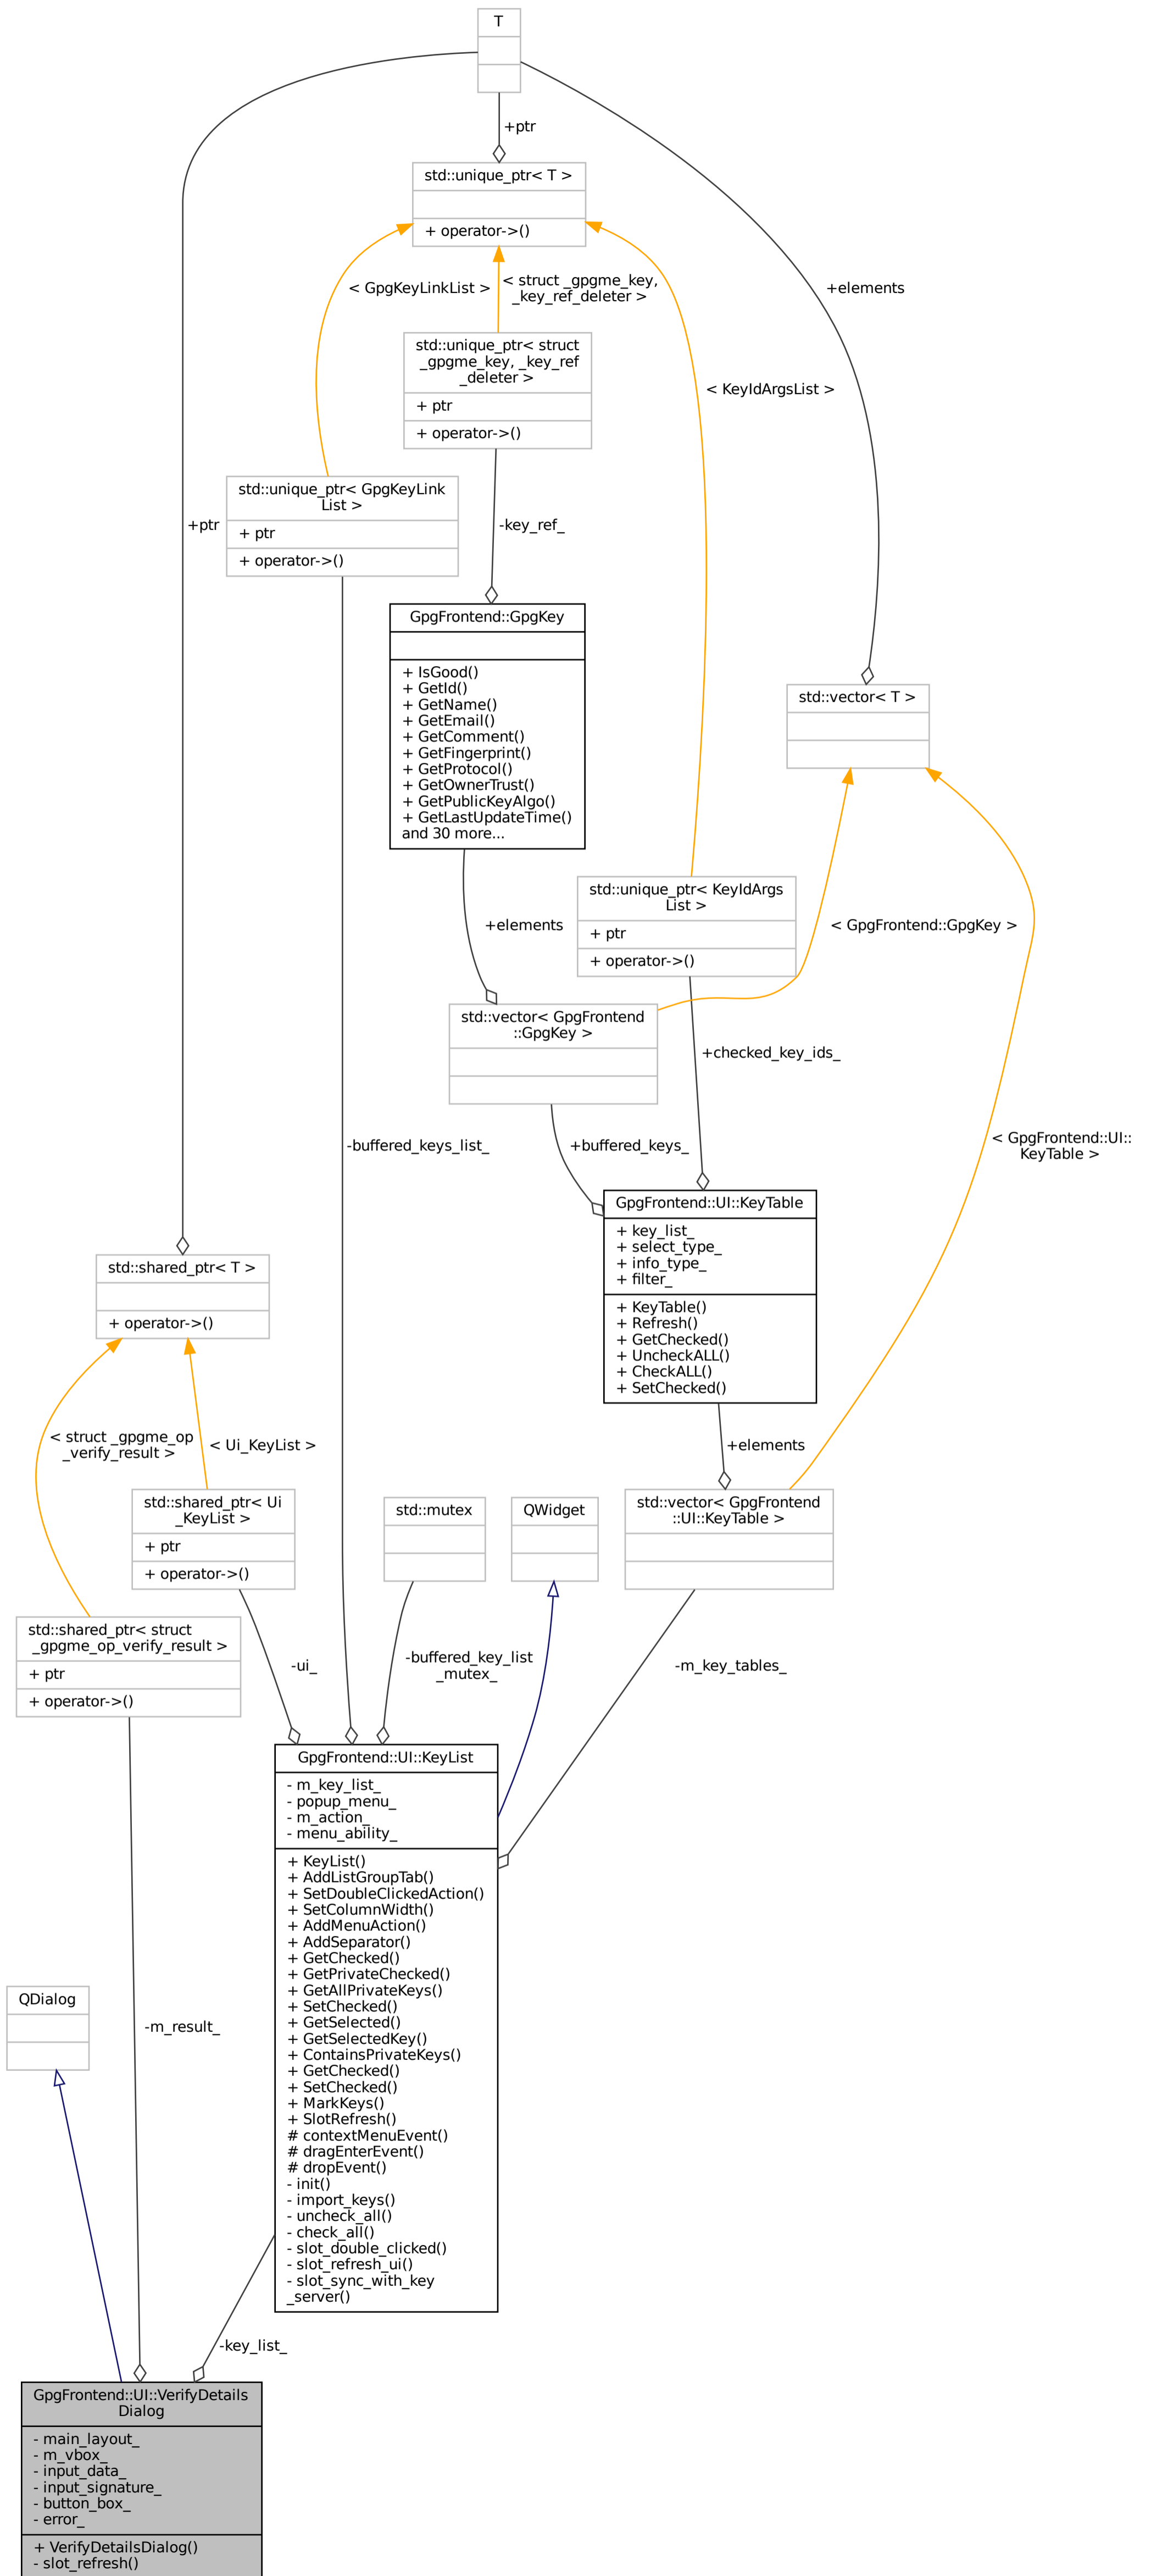 T
+ptr
std::unique_ptr< T >
+ operator->()
< GpgKeyLinkList >
< struct _gpgme_key,
_key_ref_deleter >
+elements
std::unique_ptr< struct
_gpgme_key, _key_ref
_deleter >
+ ptr
+ operator->()
< KeyIdArgsList >
std::unique_ptr< GpgKeyLink
List >
+ ptr
+ operator->()
+ptr
-key_ref_
GpgFrontend::GpgKey
+ IsGood()
+ GetId()
+ GetName()
+ GetEmail()
+ GetComment()
+ GetFingerprint()
+ GetProtocol()
+ GetOwnerTrust()
+ GetPublicKeyAlgo()
+ GetLastUpdateTime()
and 30 more...
std::vector< T >
std::unique_ptr< KeyIdArgs
List >
+ ptr
+ operator->()
+elements
< GpgFrontend::GpgKey >
std::vector< GpgFrontend
::GpgKey >
+checked_key_ids_
-buffered_keys_list_
+buffered_keys_
< GpgFrontend::UI::
KeyTable >
GpgFrontend::UI::KeyTable
+ key_list_
+ select_type_
+ info_type_
+ filter_
+ KeyTable()
+ Refresh()
+ GetChecked()
+ UncheckALL()
+ CheckALL()
+ SetChecked()
std::shared_ptr< T >
+ operator->()
< struct _gpgme_op
_verify_result >
< Ui_KeyList >
+elements
std::shared_ptr< Ui
_KeyList >
+ ptr
+ operator->()
std::mutex
QWidget
std::vector< GpgFrontend
::UI::KeyTable >
std::shared_ptr< struct
_gpgme_op_verify_result >
+ ptr
+ operator->()
-ui_
-buffered_key_list
_mutex_
-m_key_tables_
GpgFrontend::UI::KeyList
- m_key_list_
- popup_menu_
- m_action_
- menu_ability_
+ KeyList()
+ AddListGroupTab()
+ SetDoubleClickedAction()
+ SetColumnWidth()
+ AddMenuAction()
+ AddSeparator()
+ GetChecked()
+ GetPrivateChecked()
+ GetAllPrivateKeys()
+ SetChecked()
+ GetSelected()
+ GetSelectedKey()
+ ContainsPrivateKeys()
+ GetChecked()
+ SetChecked()
+ MarkKeys()
+ SlotRefresh()
# contextMenuEvent()
# dragEnterEvent()
# dropEvent()
- init()
- import_keys()
- uncheck_all()
- check_all()
- slot_double_clicked()
- slot_refresh_ui()
- slot_sync_with_key
_server()
QDialog
-m_result_
-key_list_
GpgFrontend::UI::VerifyDetails
Dialog
- main_layout_
- m_vbox_
- input_data_
- input_signature_
- button_box_
- error_
+ VerifyDetailsDialog()
- slot_refresh()